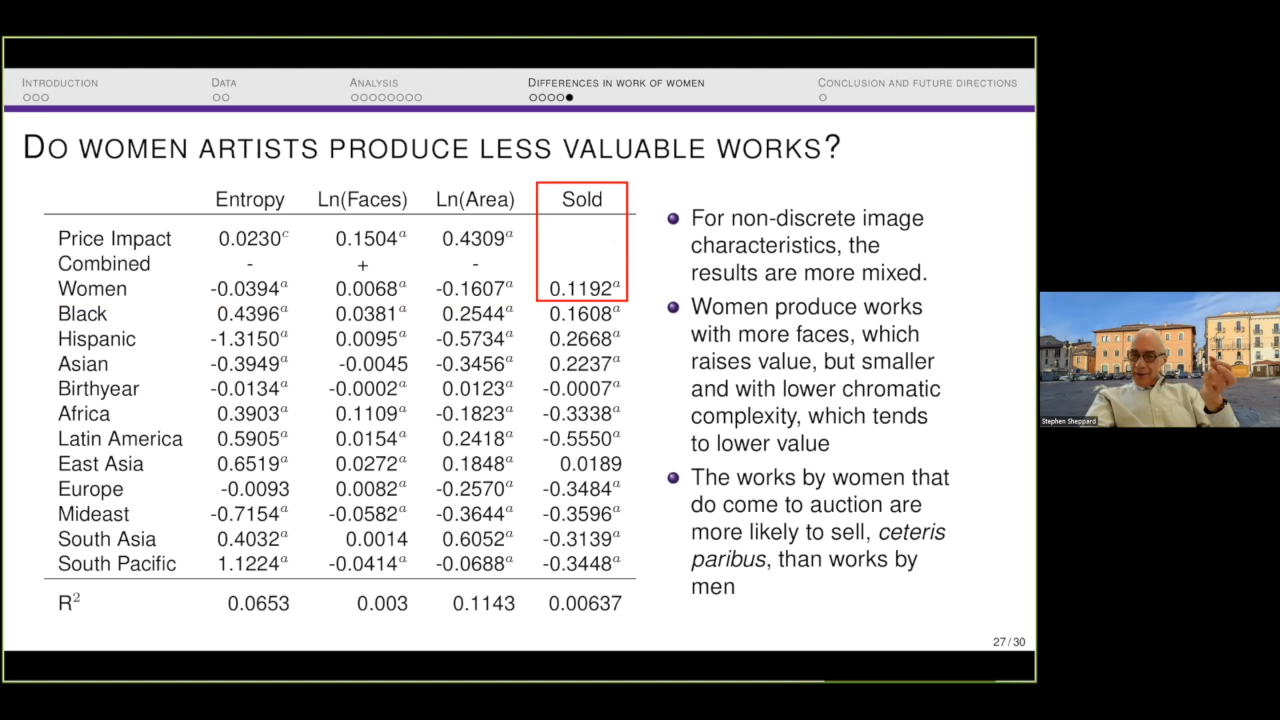 INTRODUCTION DATA ANALYSIS DIFFERENCES IN WORK OF WOMEN CONCLUSION AND FUTURE DIRECTIONS
DO WOMEN ARTISTS PRODUCE LESS VALUABLE WORKS?
Entropy Ln(Faces) Ln(Area) Sold
Price Impact 0.0230c 0.1504a 0.4309a
Combined - + -
Women -0.0394a 0.0068a -0.1607a 0.1192a
Black 0.4396a 0.0381a 0.2544a 0.1608a
Hispanic -1.3150a 0.0095a -0.5734a 0.2668a
Asian -0.3949a -0.0045 -0.3456a 0.2237a
Birthyear -0.0134a -0.0002a 0.0123a -0.0007a
Africa 0.3903a 0.1109a -0.1823a -0.3338a
Latin America 0.5905a 0.0154a 0.2418a -0.5550a
East Asia 0.6519a 0.0272a 0.1848a 0.0189
Europe -0.0093 0.0082a -0.2570a -0.3484a
Mideast -0.7154a -0.0582a -0.3644a -0.3596a
South Asia 0.4032a 0.0014 0.6052a -0.3139a
South Pacific 1.1224a -0.0414a -0.0688a -0.3448a
R2 0.0653 0.003 0.1143 0.00637
For non-discrete image
characteristics, the
results are more mixed.
Women produce works
with more faces, which
raises value, but smaller
and with lower chromatic
complexity, which tends
to lower value
The works by women that
do come to auction are
more likely to sell, ceteris
paribus, than works by
men
27 / 30
Stephen Sheppard